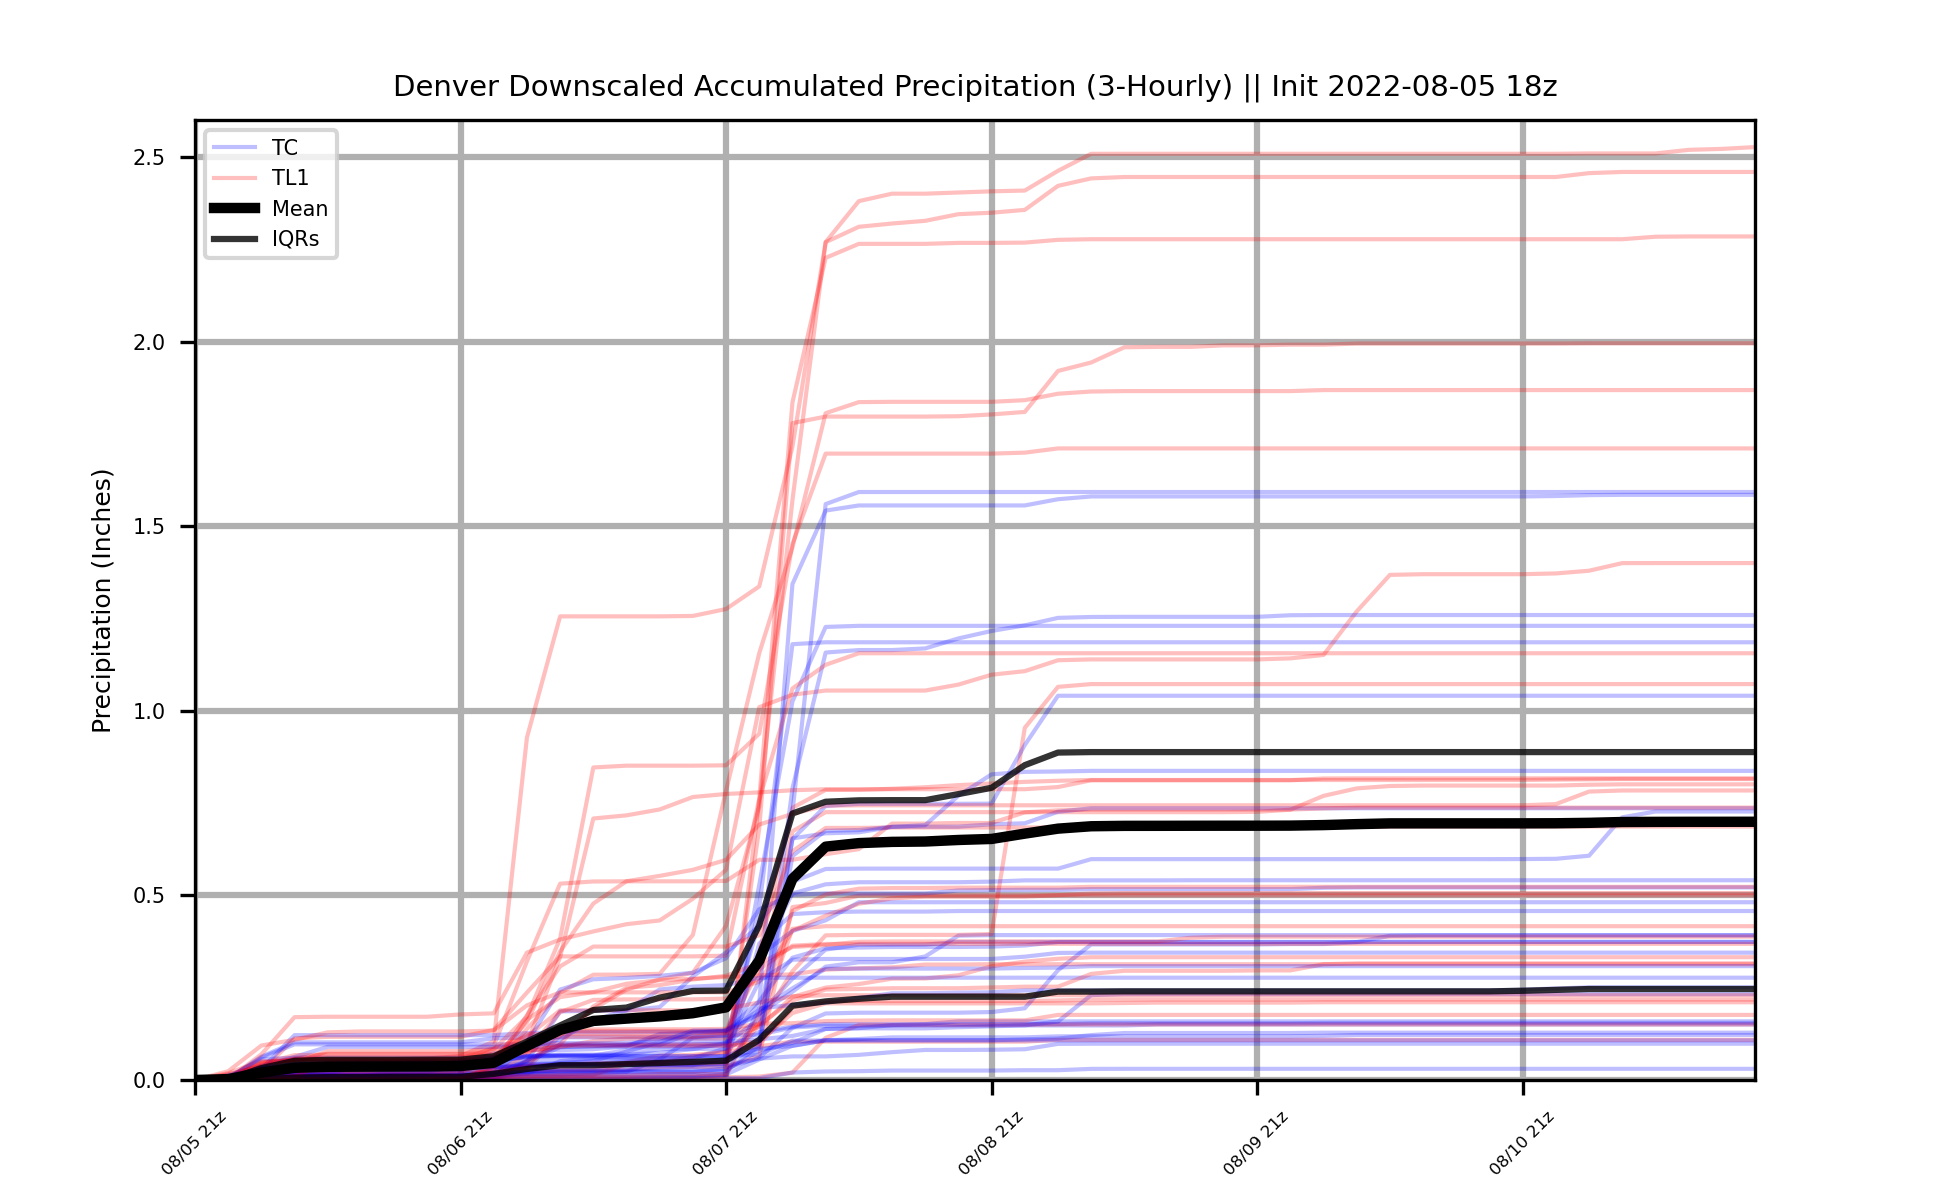 Denver Downscaled Accumulated Precipitation (3-Hourly) || Init 2022-08-05 18z
TC
TL1
Mean
IQRs
Precipitation (Inches)
2.5
2.0
1.5
1.0
0.5
0.0
08/05 21z
08/06 21z
08/07 21z
08/08 21z
08/09 21z
08/10 21z